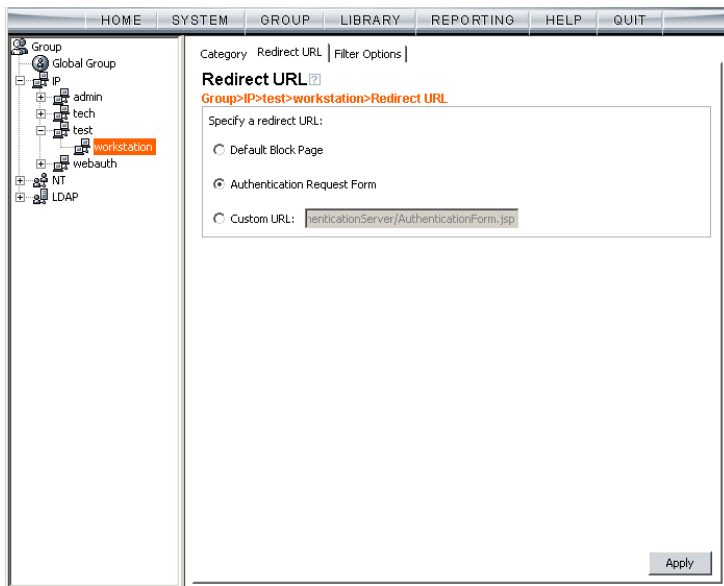 HOME SYSTEM GROUP LIBRARY REPORTING HELP QUIT
Group
Global Group
IP
admin
tech
test
workstation
webauth
NT
LDAP
Category Redirect URL Filter Options
Redirect URL ?
Group>IP>test>workstation>Redirect URL
Specify a redirect URL:
Default Block Page
Authentication Request Form
Custom URL: henticationServer/AuthenticationForm.jsp
Apply